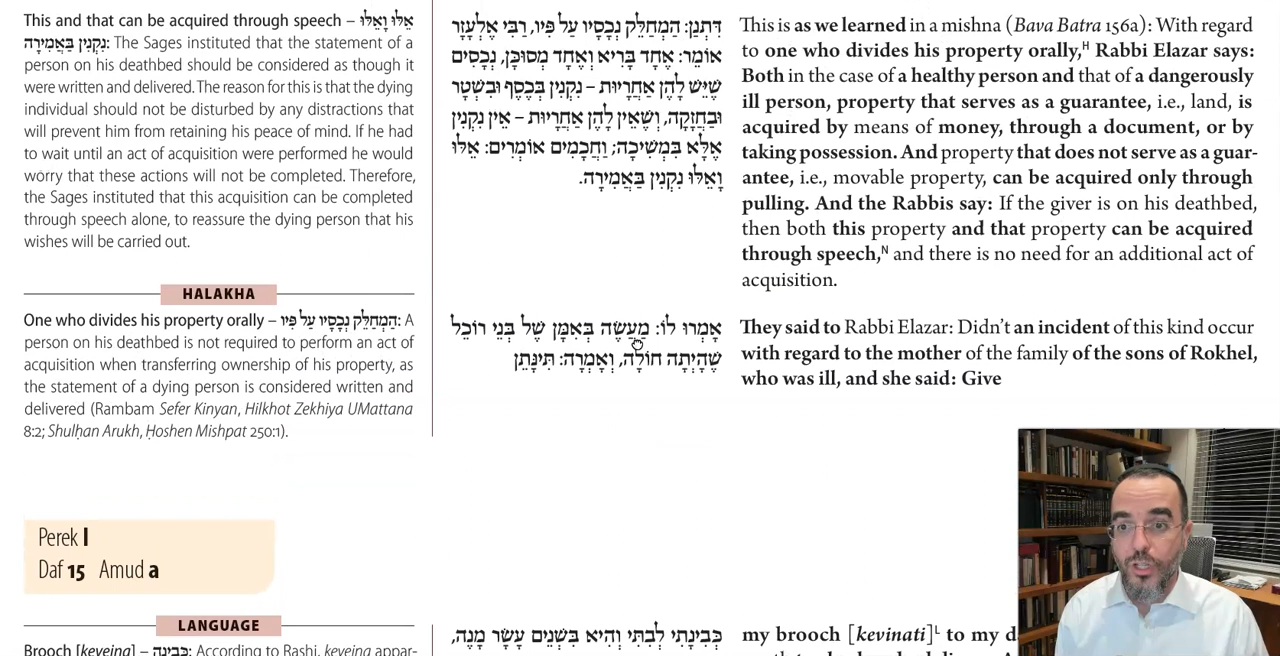 This and that can be acquired through speech – אֵלּוּ וָאֵלּוּ
נִקְנִין בַּאֲמִירָה: The Sages instituted that the statement of a
person on his deathbed should be considered as though it
were written and delivered. The reason for this is that the dying
individual should not be disturbed by any distractions that
will prevent him from retaining his peace of mind. If he had
to wait until an act of acquisition were performed he would
worry that these actions will not be completed. Therefore,
the Sages instituted that this acquisition can be completed
through speech alone, to reassure the dying person that his
wishes will be carried out.
HALAKHA
One who divides his property orally – הַמְחַלֵּק נְכָסָיו עַל פִּיו: A
person on his deathbed is not required to perform an act of
acquisition when transferring ownership of his property, as
the statement of a dying person is considered written and
delivered (Rambam Sefer Kinyan, Hilkhot Zekhiya UMattana
8:2; Shulḥan Arukh, Ḥoshen Mishpat 250:1).
Perek I
Daf 15 Amud a
LANGUAGE
Brooch [keveina] – כְּבִינָה: According to Rashi, keveina appar-
דִּתְנַן: הַמְחַלֵּק נְכָסָיו עַל פִּיו, רַבִּי אֶלְעָזָר
אוֹמֵר: אֶחָד בָּרִיא וְאֶחָד מְסוּכָּן, נְכָסִים
שֶׁיֵּשׁ לָהֶן אַחֲרָיוּת – נִקְנִין בְּכֶסֶף וּבִשְׁטָר
וּבַחֲזָקָה, וְשֶׁאֵין לָהֶן אַחֲרָיוּת – אֵין נִקְנִין
אֶלָּא בִּמְשִׁיכָה; וַחֲכָמִים אוֹמְרִים: אֵלּוּ
וָאֵלּוּ נִקְנִין בַּאֲמִירָה.
אָמְרוּ לוֹ: מַעֲשֶׂה בְּאִמָּן שֶׁל בְּנֵי רוֹכֵל
שֶׁהָיְתָה חוֹלָה, וְאָמְרָה: תִּינָּתֵן
כְּבִינָתִי לְבִתִּי וְהִיא בִּשְׁנֵים עָשָׂר מָנֶה,
This is as we learned in a mishna (Bava Batra 156a): With regard
to one who divides his property orally,ᴴ Rabbi Elazar says:
Both in the case of a healthy person and that of a dangerously
ill person, property that serves as a guarantee, i.e., land, is
acquired by means of money, through a document, or by
taking possession. And property that does not serve as a guar-
antee, i.e., movable property, can be acquired only through
pulling. And the Rabbis say: If the giver is on his deathbed,
then both this property and that property can be acquired
through speech,ᴺ and there is no need for an additional act of
acquisition.
They said to Rabbi Elazar: Didn't an incident of this kind occur
with regard to the mother of the family of the sons of Rokhel,
who was ill, and she said: Give
my brooch [kevinati]ᴸ to my